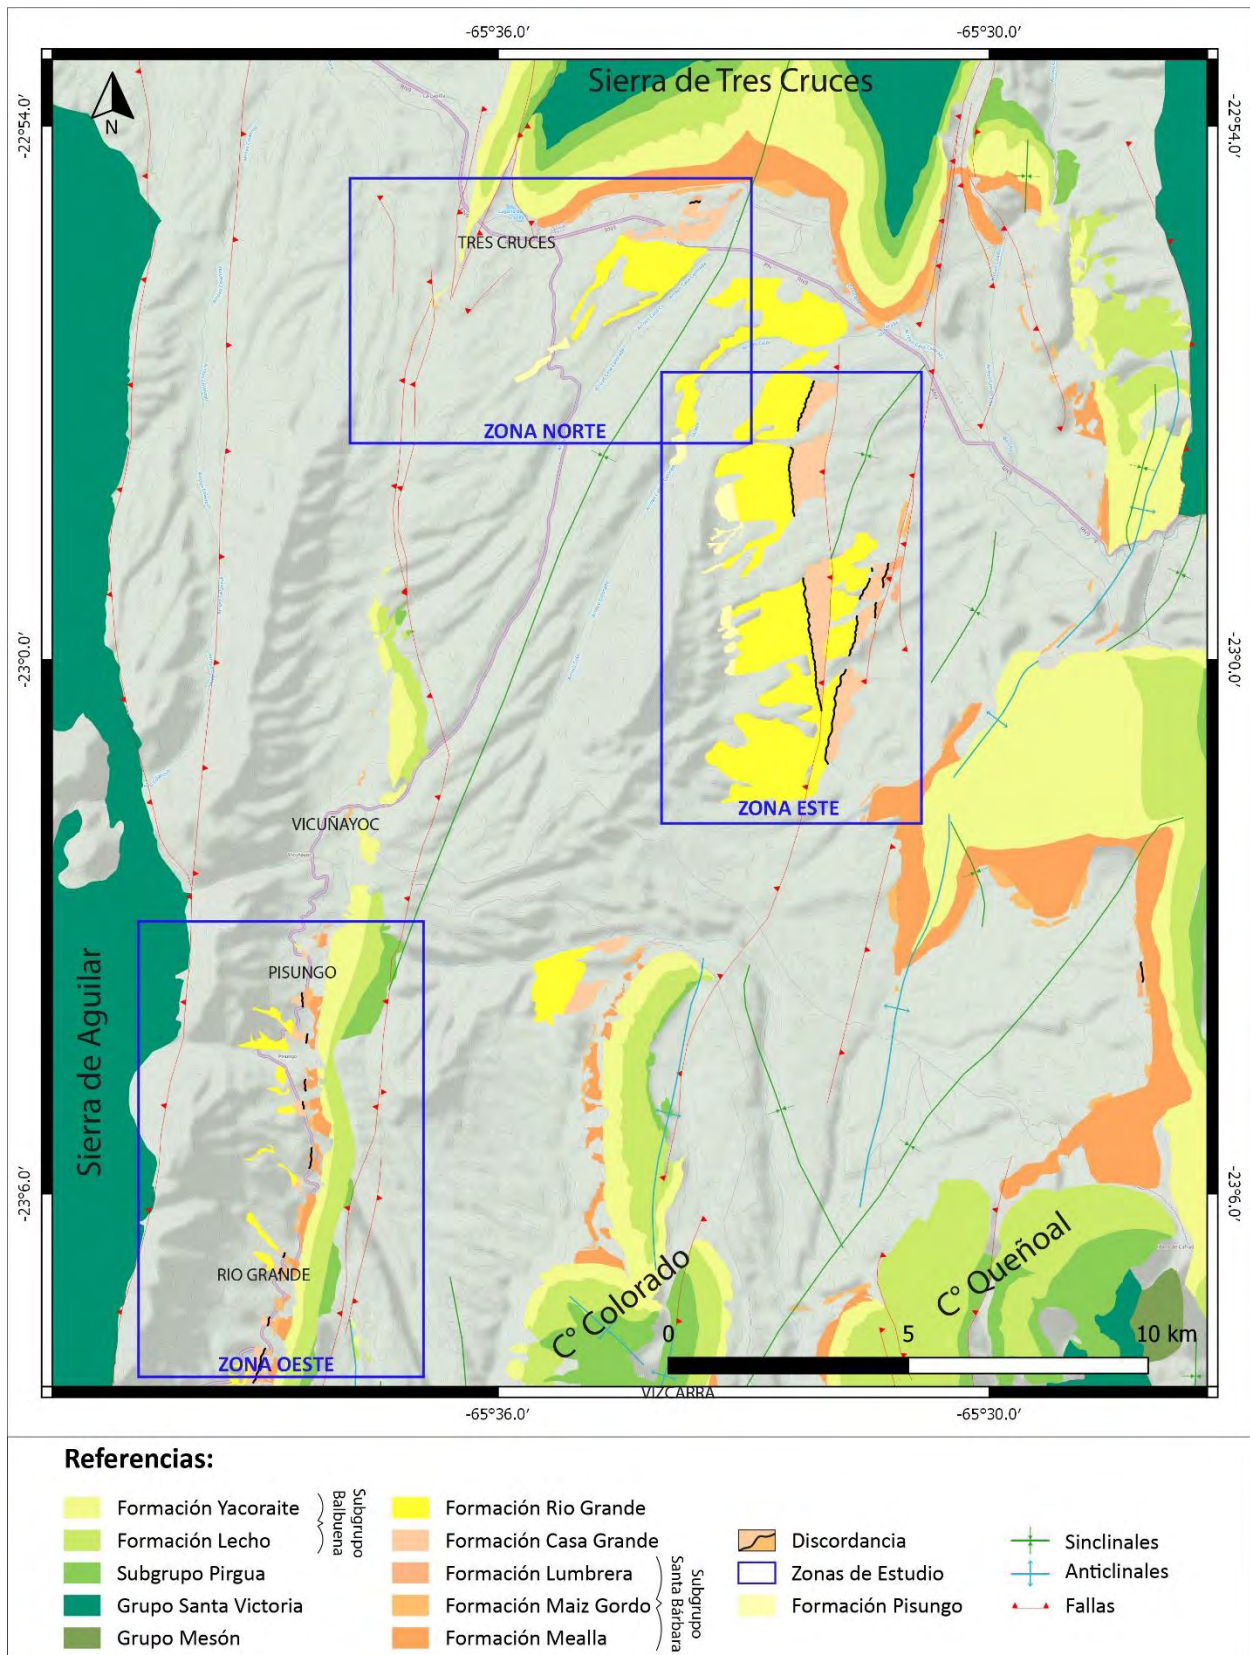 -65°36.0′
-65°30.0′
Sierra de Tres Cruces
-22°54.0′
-22°54.0′
N
TRES CRUCES
ZONA NORTE
-23°0.0′
-23°0.0′
ZONA ESTE
VICUÑAYOC
PISUNGO
Sierra de Aguilar
-23°6.0′
-23°6.0′
RIO GRANDE
C° Colorado
C° Queñoal
0 5 10 km
ZONA OESTE
VIZCARRA
-65°36.0′
-65°30.0′
Referencias:
Formación Yacoraite
Formación Lecho
Subgrupo Balbuena
Subgrupo Pirgua
Grupo Santa Victoria
Grupo Mesón
Formación Rio Grande
Formación Casa Grande
Formación Lumbrera
Formación Maiz Gordo
Formación Mealla
Subgrupo Santa Bárbara
Discordancia
Zonas de Estudio
Formación Pisungo
Sinclinales
Anticlinales
Fallas